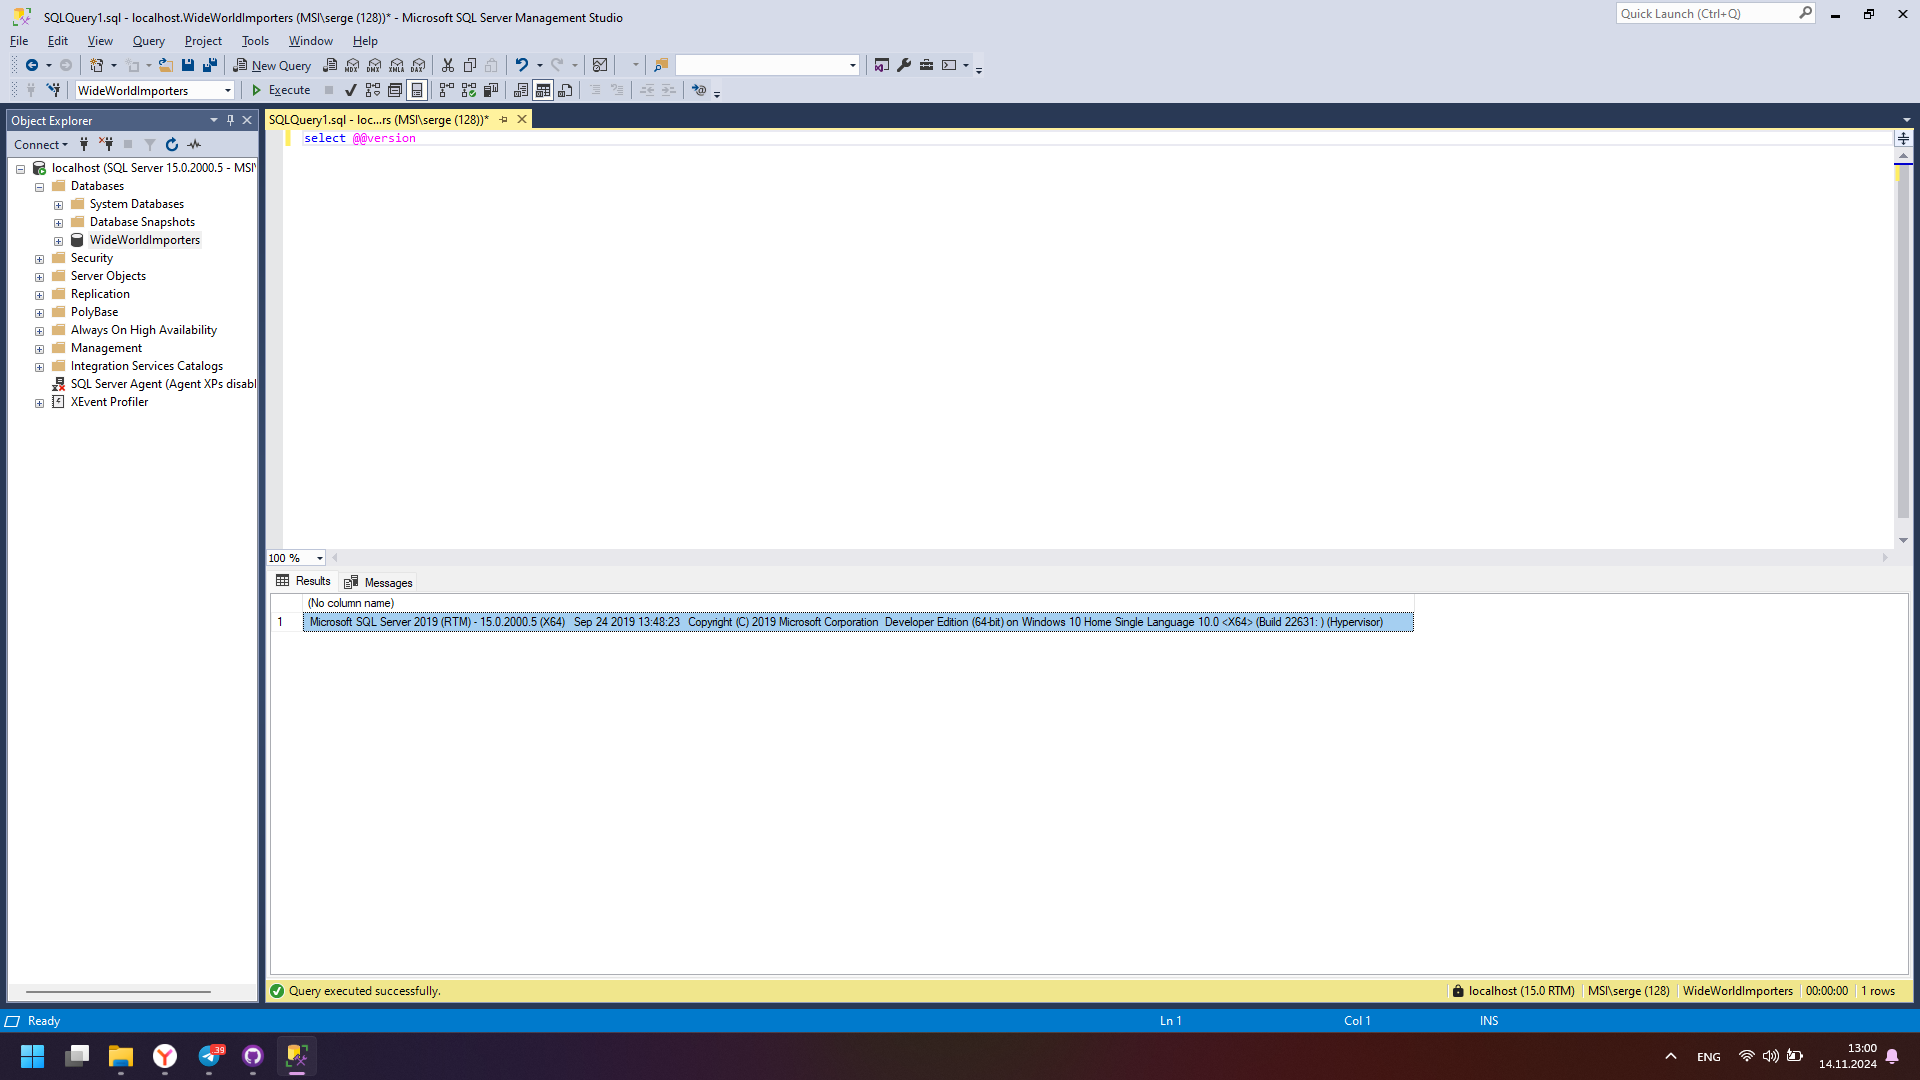 SQLQuery1.sql - localhost.WideWorldImporters (MSI\serge (128))* - Microsoft SQL Server Management Studio
Quick Launch (Ctrl+Q)
File Edit View Query Project Tools Window Help
New Query MDX DMX XMLA DAX
WideWorldImporters Execute
Object Explorer
SQLQuery1.sql - loc...rs (MSI\serge (128))*
Connect
select @@version
localhost (SQL Server 15.0.2000.5 - MSI\
Databases
System Databases
Database Snapshots
WideWorldImporters
Security
Server Objects
Replication
PolyBase
Always On High Availability
Management
Integration Services Catalogs
SQL Server Agent (Agent XPs disabl
XEvent Profiler
100 %
Results Messages
(No column name)
1 Microsoft SQL Server 2019 (RTM) - 15.0.2000.5 (X64) Sep 24 2019 13:48:23 Copyright (C) 2019 Microsoft Corporation Developer Edition (64-bit) on Windows 10 Home Single Language 10.0 <X64> (Build 22631: ) (Hypervisor)
Query executed successfully. localhost (15.0 RTM) MSI\serge (128) WideWorldImporters 00:00:00 1 rows
Ready Ln 1 Col 1 INS
39
ENG
13:00
14.11.2024